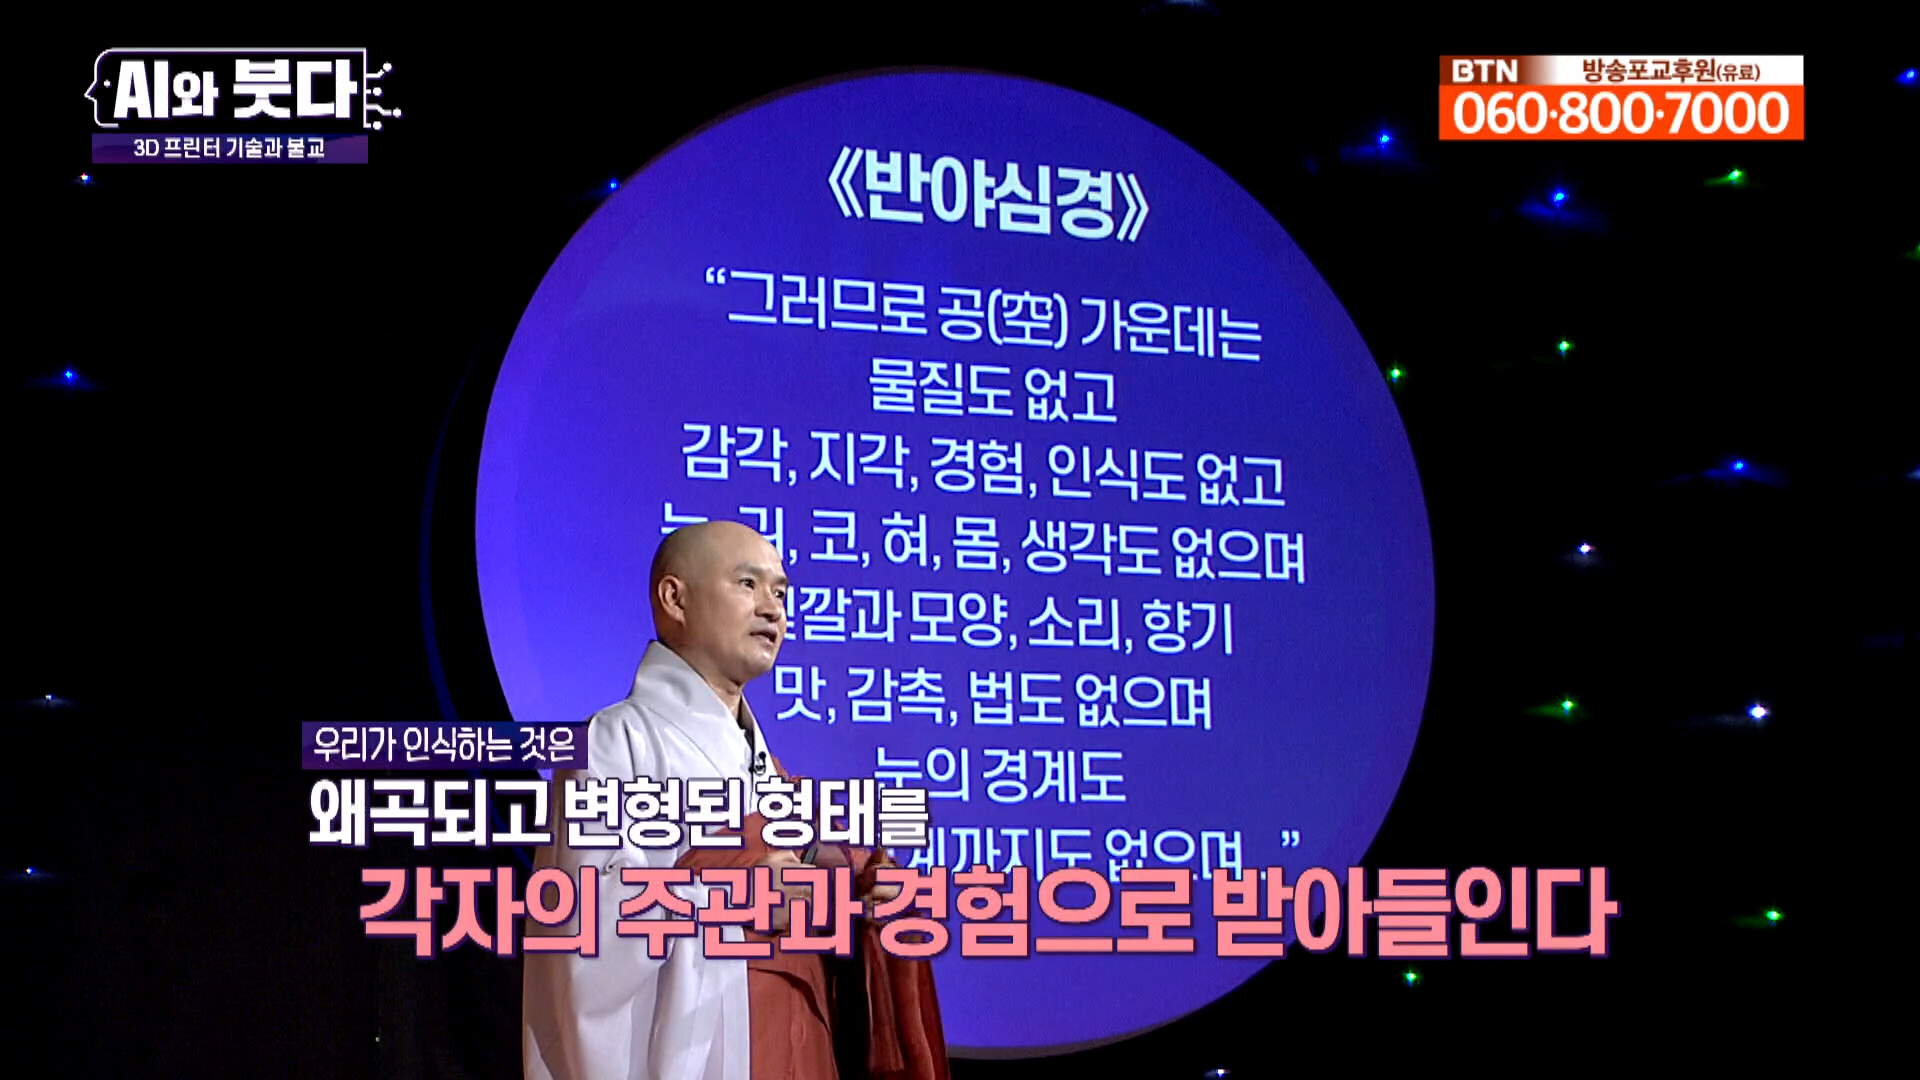 AI와 붓다
3D 프린터 기술과 불교
BTN 방송포교후원(유료)
060·800·7000
《반야심경》
“그러므로 공(空) 가운데는
물질도 없고
감각, 지각, 경험, 인식도 없고
코, 혀, 몸, 생각도 없으며
모양, 소리, 향기
맛, 감촉, 법도 없으며
눈의 경계도
없으며...”
우리가 인식하는 것은
왜곡되고 변형된 형태를
각자의 주관과 경험으로 받아들인다